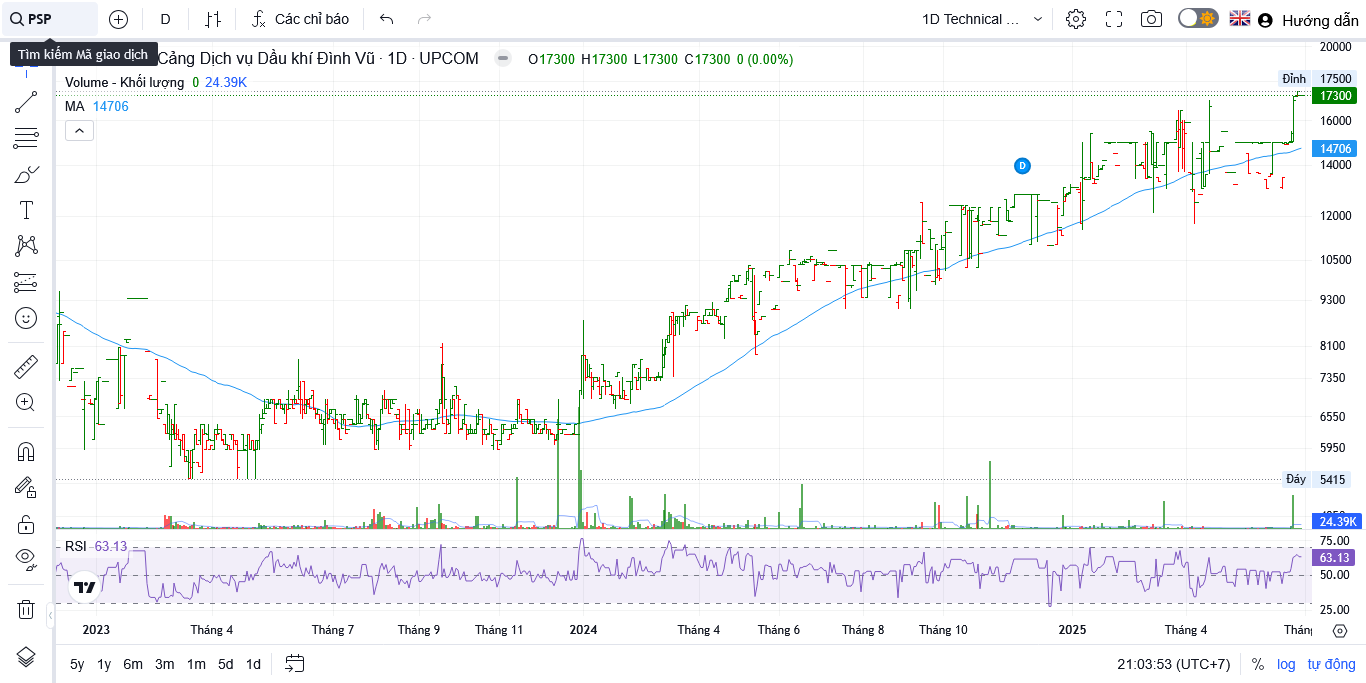 PSP
D
Các chỉ báo
1D Technical ...
Hướng dẫn
Tìm kiếm Mã giao dịch
Cảng Dịch vụ Dầu khí Đình Vũ · 1D · UPCOM O17300 H17300 L17300 C17300 0 (0.00%)
Volume - Khối lượng 0 24.39K
MA 14706
20000
Đỉnh 17500
17300
16000
14706
14000
D
12000
10500
9300
8100
7350
6550
5950
Đáy 5415
24.39K
RSI 63.13
75.00
63.13
50.00
25.00
2023 Tháng 4 Tháng 7 Tháng 9 Tháng 11 2024 Tháng 4 Tháng 6 Tháng 8 Tháng 10 2025 Tháng 4 Thán
5y 1y 6m 3m 1m 5d 1d
21:03:53 (UTC+7) % log tự động